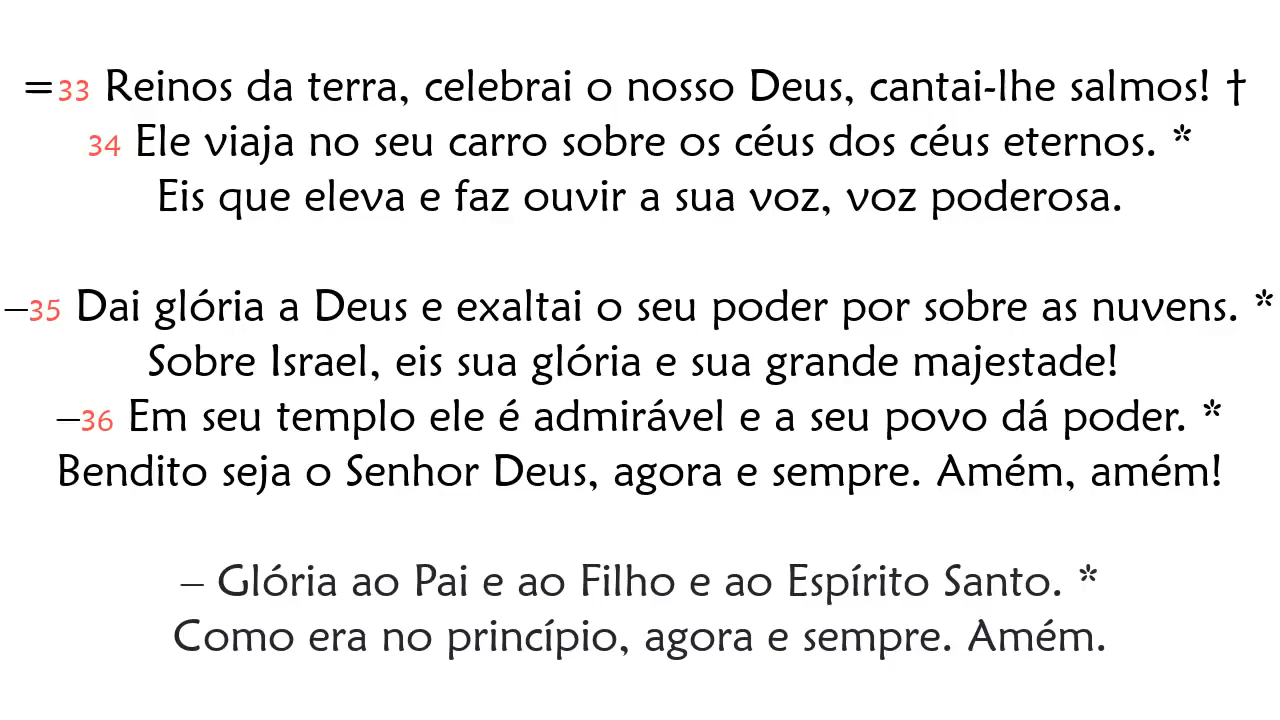 =33 Reinos da terra, celebrai o nosso Deus, cantai-lhe salmos! †
34 Ele viaja no seu carro sobre os céus dos céus eternos. *
Eis que eleva e faz ouvir a sua voz, voz poderosa.
–35 Dai glória a Deus e exaltai o seu poder por sobre as nuvens. *
Sobre Israel, eis sua glória e sua grande majestade!
–36 Em seu templo ele é admirável e a seu povo dá poder. *
Bendito seja o Senhor Deus, agora e sempre. Amém, amém!
– Glória ao Pai e ao Filho e ao Espírito Santo. *
Como era no princípio, agora e sempre. Amém.